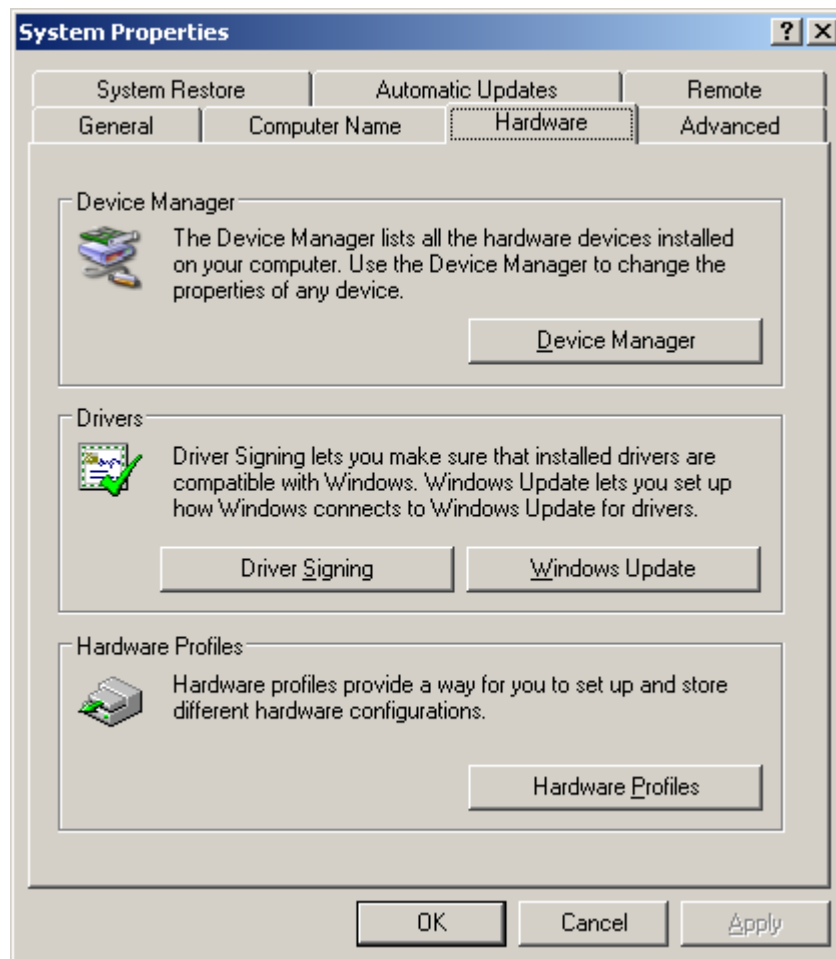 System Properties
System Restore
Automatic Updates
Remote
General
Computer Name
Hardware
Advanced
Device Manager
The Device Manager lists all the hardware devices installed
on your computer. Use the Device Manager to change the
properties of any device.
Device Manager
Drivers
Driver Signing lets you make sure that installed drivers are
compatible with Windows. Windows Update lets you set up
how Windows connects to Windows Update for drivers.
Driver Signing
Windows Update
Hardware Profiles
Hardware profiles provide a way for you to set up and store
different hardware configurations.
Hardware Profiles
OK
Cancel
Apply